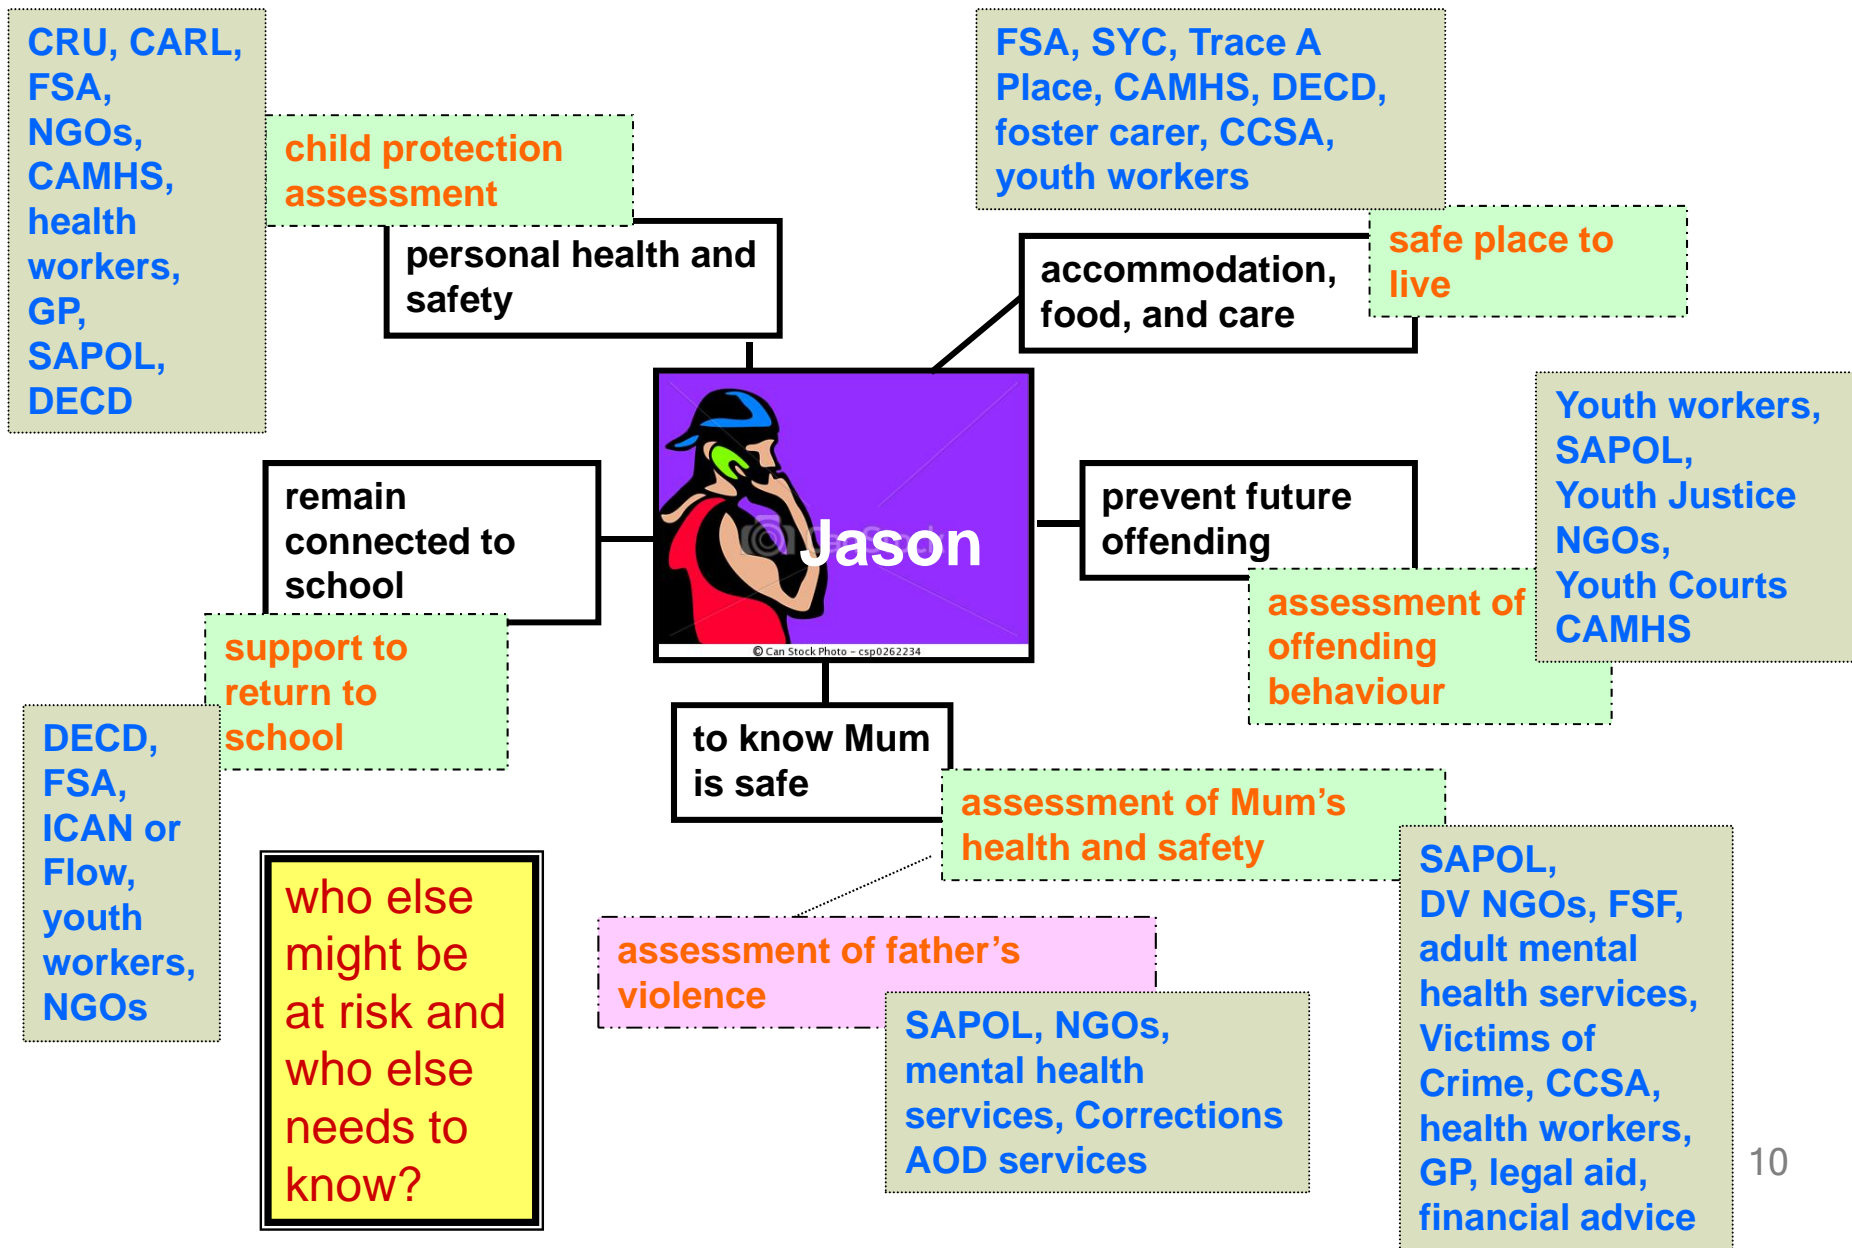 CRU, CARL,
FSA,
NGOs,
CAMHS,
health
workers,
GP,
SAPOL,
DECD
child protection
assessment
personal health and
safety
FSA, SYC, Trace A
Place, CAMHS, DECD,
foster carer, CCSA,
youth workers
safe place to
live
accommodation,
food, and care
Youth workers,
SAPOL,
Youth Justice
NGOs,
Youth Courts
CAMHS
prevent future
offending
assessment of
offending
behaviour
Jason
© Can Stock Photo - csp0262234
remain
connected to
school
support to
return to
school
DECD,
FSA,
ICAN or
Flow,
youth
workers,
NGOs
to know Mum
is safe
assessment of Mum’s
health and safety
SAPOL,
DV NGOs, FSF,
adult mental
health services,
Victims of
Crime, CCSA,
health workers,
GP, legal aid,
financial advice
assessment of father’s
violence
SAPOL, NGOs,
mental health
services, Corrections
AOD services
who else
might be
at risk and
who else
needs to
know?
10